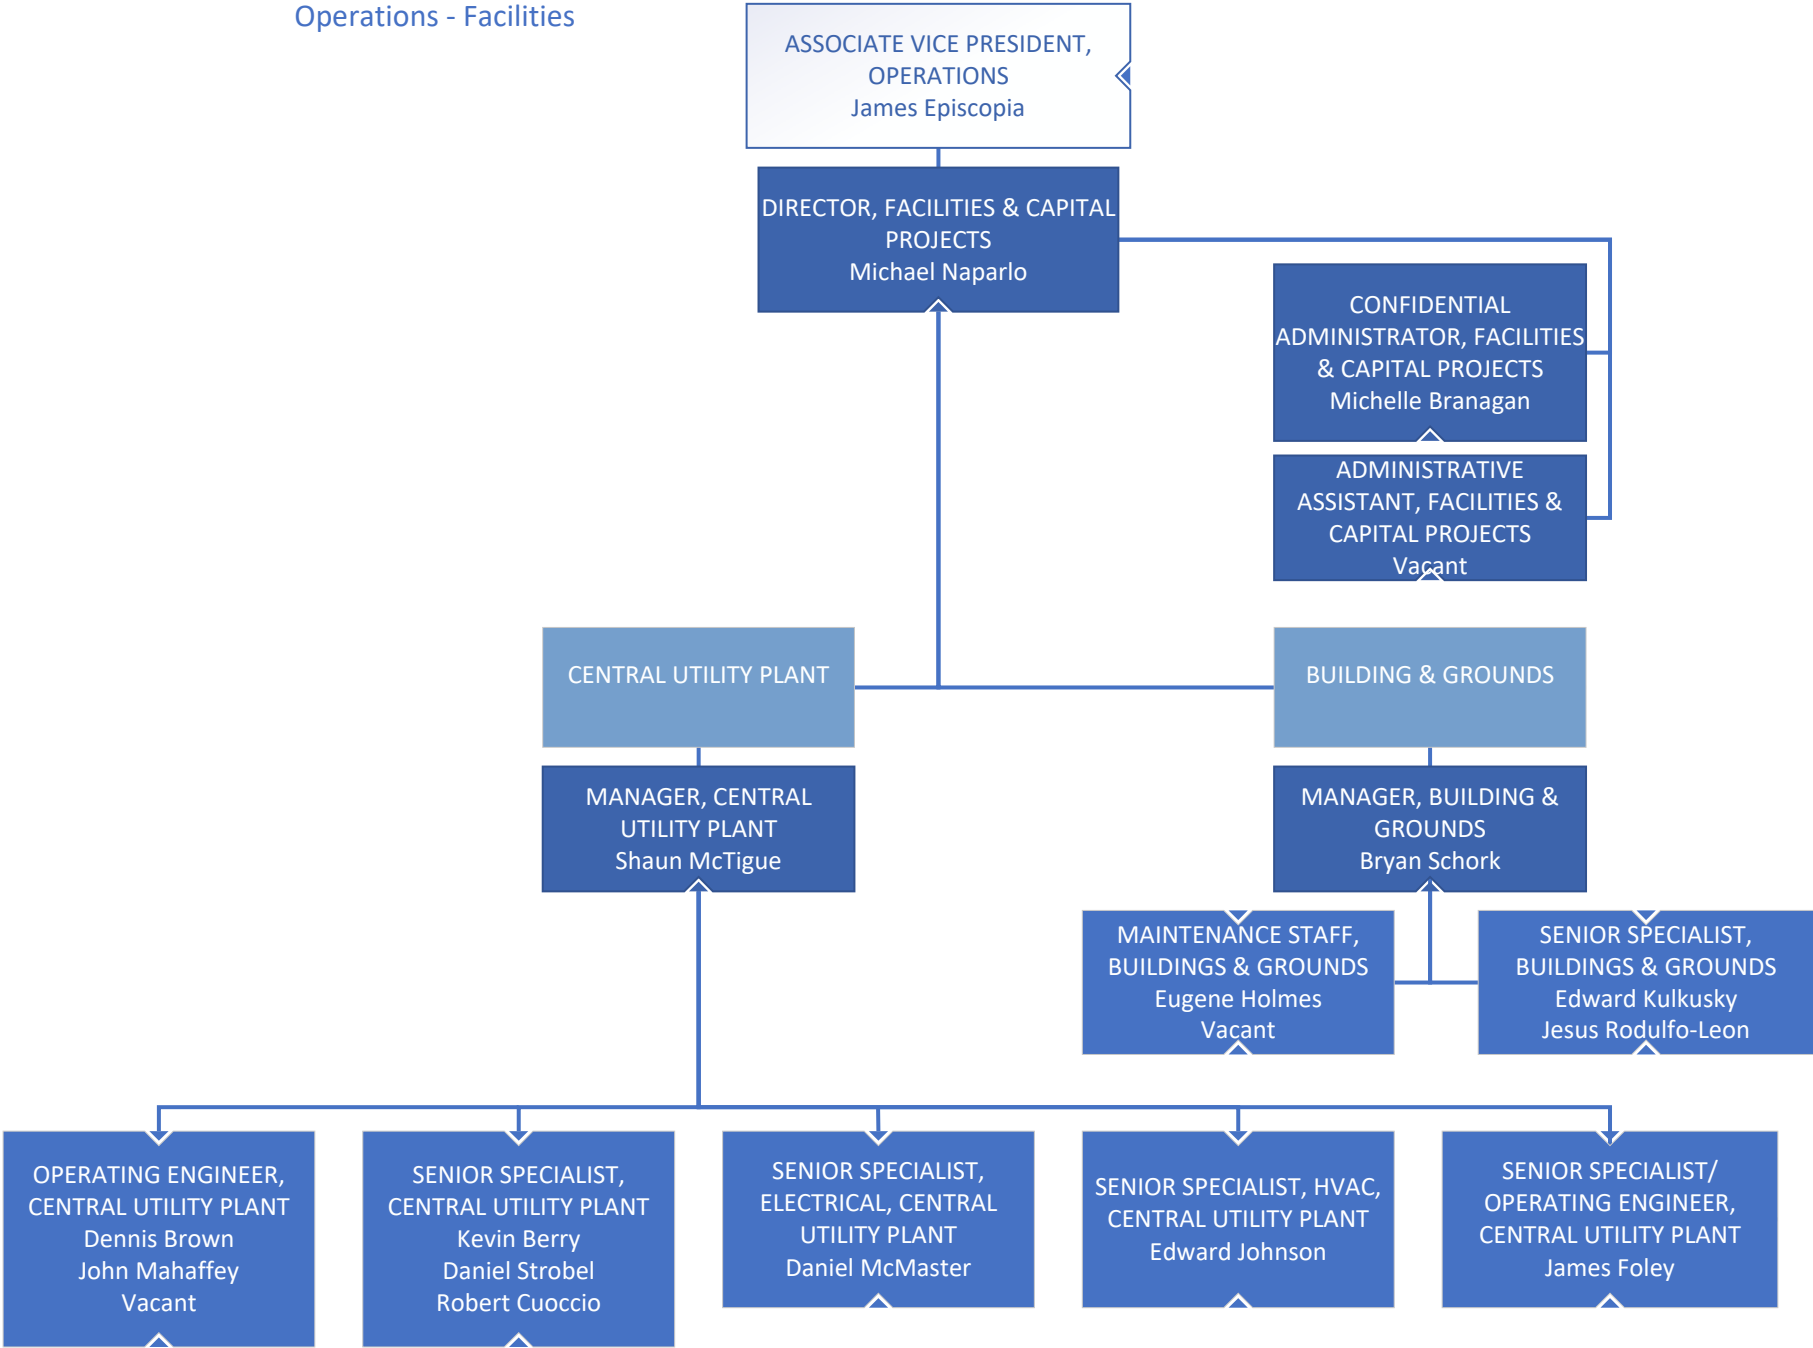 Operations - Facilities
ASSOCIATE VICE PRESIDENT,
OPERATIONS
James Episcopia
DIRECTOR, FACILITIES & CAPITAL
PROJECTS
Michael Naparlo
CONFIDENTIAL
ADMINISTRATOR, FACILITIES
& CAPITAL PROJECTS
Michelle Branagan
ADMINISTRATIVE
ASSISTANT, FACILITIES &
CAPITAL PROJECTS
Vacant
CENTRAL UTILITY PLANT
BUILDING & GROUNDS
MANAGER, CENTRAL
UTILITY PLANT
Shaun McTigue
MANAGER, BUILDING &
GROUNDS
Bryan Schork
MAINTENANCE STAFF,
BUILDINGS & GROUNDS
Eugene Holmes
Vacant
SENIOR SPECIALIST,
BUILDINGS & GROUNDS
Edward Kulkusky
Jesus Rodulfo-Leon
OPERATING ENGINEER,
CENTRAL UTILITY PLANT
Dennis Brown
John Mahaffey
Vacant
SENIOR SPECIALIST,
CENTRAL UTILITY PLANT
Kevin Berry
Daniel Strobel
Robert Cuoccio
SENIOR SPECIALIST,
ELECTRICAL, CENTRAL
UTILITY PLANT
Daniel McMaster
SENIOR SPECIALIST, HVAC,
CENTRAL UTILITY PLANT
Edward Johnson
SENIOR SPECIALIST/
OPERATING ENGINEER,
CENTRAL UTILITY PLANT
James Foley